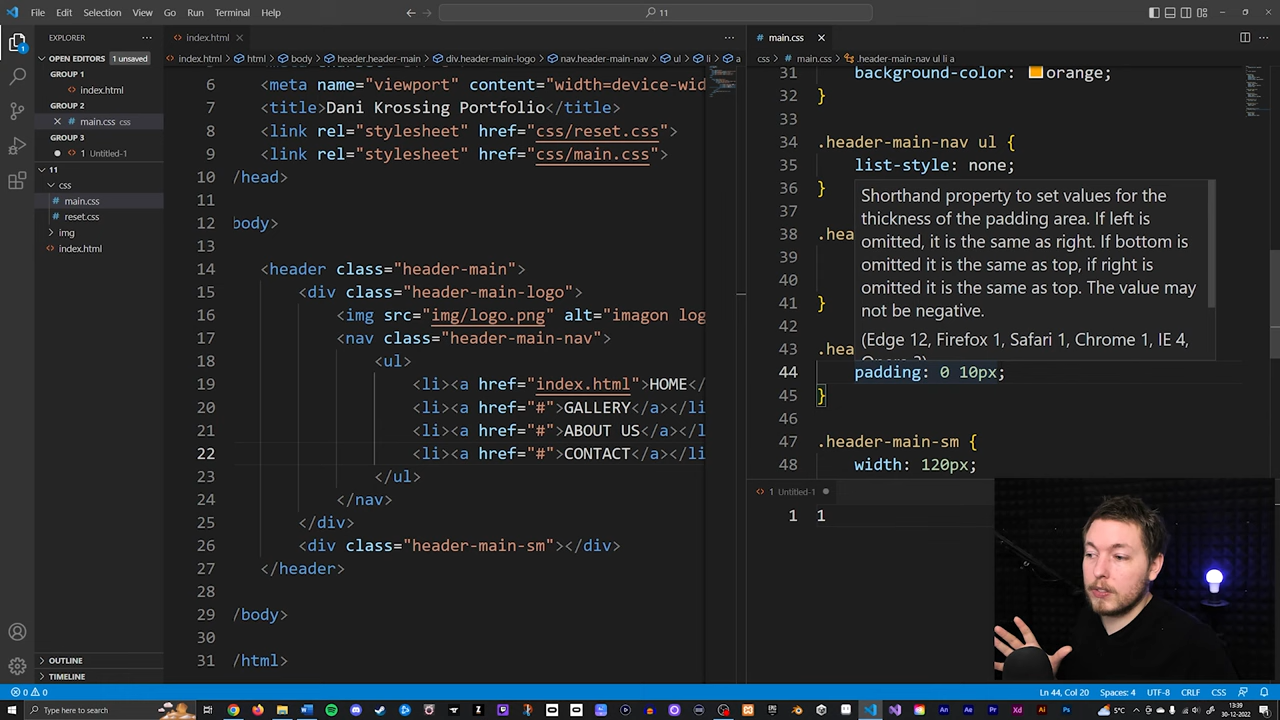 File Edit Selection View Go Run Terminal Help
11
EXPLORER
OPEN EDITORS 1 unsaved
GROUP 1
index.html
GROUP 2
main.css css
GROUP 3
1 Untitled-1
11
css
main.css
reset.css
img
index.html
OUTLINE
TIMELINE
index.html
index.html > html > body > header.header-main > div.header-main-logo > nav.header-main-nav > ul > li > a
6 <meta name="viewport" content="width=device-wid
7 <title>Dani Krossing Portfolio</title>
8 <link rel="stylesheet" href="css/reset.css">
9 <link rel="stylesheet" href="css/main.css">
10 /head>
11
12 body>
13
14 <header class="header-main">
15 <div class="header-main-logo">
16 <img src="img/logo.png" alt="imagon log
17 <nav class="header-main-nav">
18 <ul>
19 <li><a href="index.html">HOME</
20 <li><a href="#">GALLERY</a></li
21 <li><a href="#">ABOUT US</a></li
22 <li><a href="#">CONTACT</a></li
23 </ul>
24 </nav>
25 </div>
26 <div class="header-main-sm"></div>
27 </header>
28
29 /body>
30
31 /html>
main.css
css > main.css > .header-main-nav ul li a
31 background-color: orange;
32 }
33
34 .header-main-nav ul {
35 list-style: none;
36 }
37
38 .hea
39
40
41 }
42
43 .hea
Shorthand property to set values for the
thickness of the padding area. If left is
omitted, it is the same as right. If bottom is
omitted it is the same as top, if right is
omitted it is the same as top. The value may
not be negative.
(Edge 12, Firefox 1, Safari 1, Chrome 1, IE 4,
44 padding: 0 10px;
45 }
46
47 .header-main-sm {
48 width: 120px;
1 Untitled-1
1 1
0 0
Ln 44, Col 20 Spaces: 4 UTF-8 CRLF CSS
Type here to search
5°C
13:39
30-12-2022